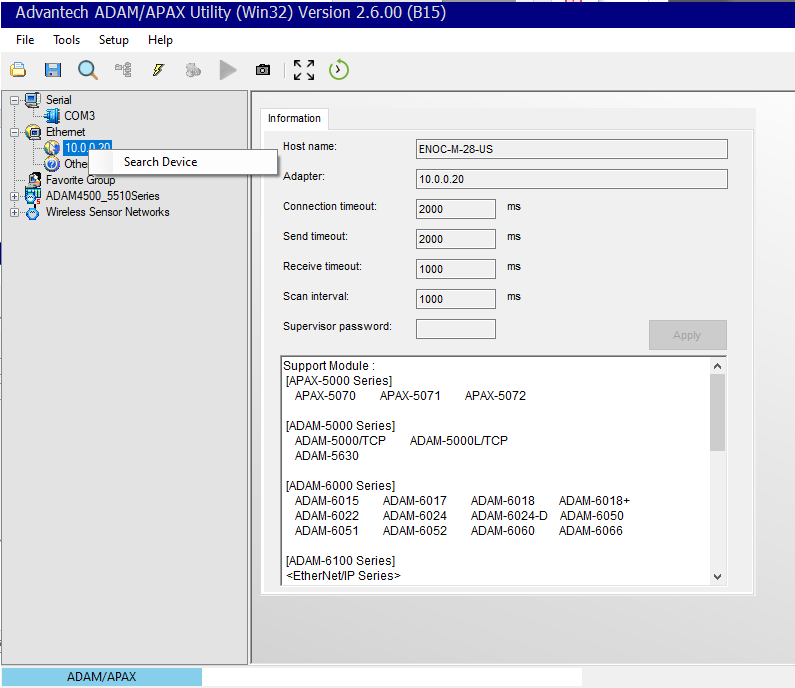 Advantech ADAM/APAX Utility (Win32) Version 2.6.00 (B15)
File Tools Setup Help
Serial
COM3
Ethernet
10.0.0.20
Othe
Search Device
Favorite Group
ADAM4500_5510Series
Wireless Sensor Networks
Information
Host name: ENOC-M-28-US
Adapter: 10.0.0.20
Connection timeout: 2000 ms
Send timeout: 2000 ms
Receive timeout: 1000 ms
Scan interval: 1000 ms
Supervisor password:
Apply
Support Module :
[APAX-5000 Series]
APAX-5070 APAX-5071 APAX-5072
[ADAM-5000 Series]
ADAM-5000/TCP ADAM-5000L/TCP
ADAM-5630
[ADAM-6000 Series]
ADAM-6015 ADAM-6017 ADAM-6018 ADAM-6018+
ADAM-6022 ADAM-6024 ADAM-6024-D ADAM-6050
ADAM-6051 ADAM-6052 ADAM-6060 ADAM-6066
[ADAM-6100 Series]
<EtherNet/IP Series>
ADAM/APAX